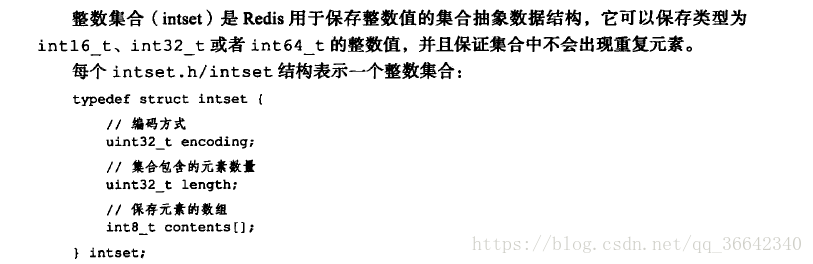 整数集合（intset）是 Redis 用于保存整数值的集合抽象数据结构，它可以保存类型为
int16_t、int32_t 或者 int64_t 的整数值，并且保证集合中不会出现重复元素。
每个 intset.h/intset 结构表示一个整数集合：
typedef struct intset {
// 编码方式
uint32_t encoding;
// 集合包含的元素数量
uint32_t length;
// 保存元素的数组
int8_t contents[];
} intset;
https://blog.csdn.net/qq_36642340